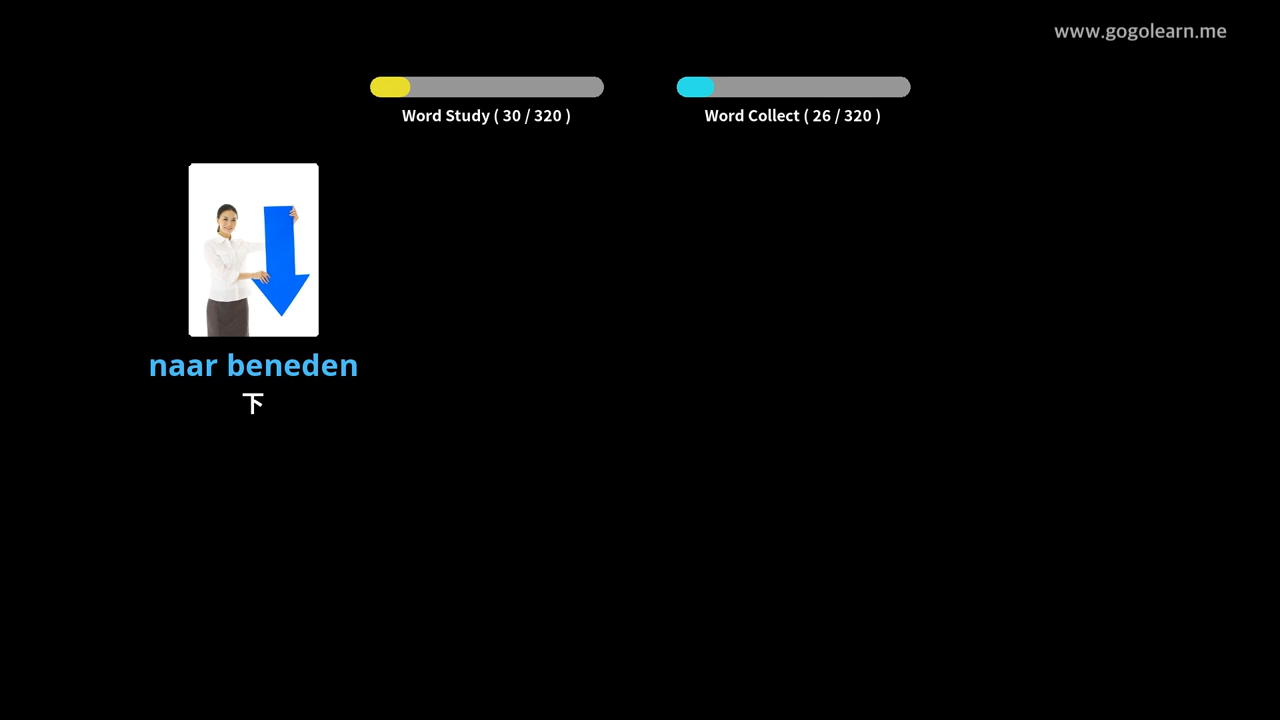 www.gogolearn.me
Word Study ( 30 / 320 )
Word Collect ( 26 / 320 )
naar beneden
下